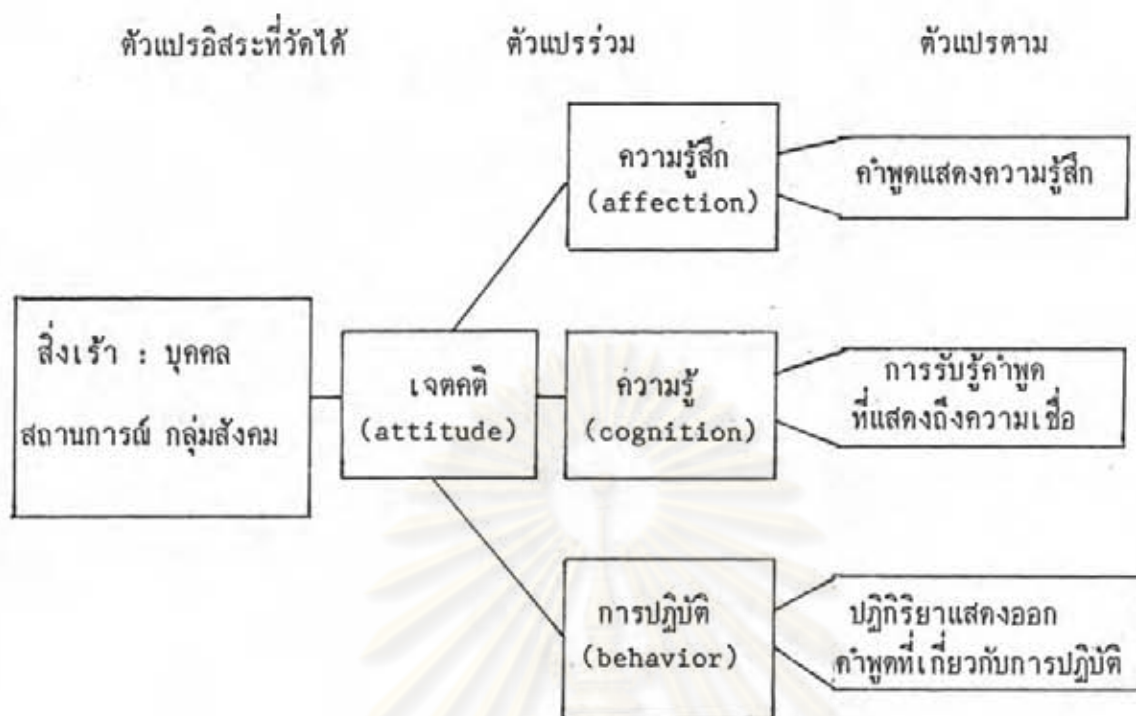 ตัวแปรอิสระที่วัดได้
ตัวแปรร่วม
ตัวแปรตาม
ความรู้สึก
(affection)
คำพูดแสดงความรู้สึก
สิ่งเร้า : บุคคล
สถานการณ์ กลุ่มสังคม
เจตคติ
(attitude)
ความรู้
(cognition)
การรับรู้คำพูด
ที่แสดงถึงความเชื่อ
การปฏิบัติ
(behavior)
ปฏิกิริยาแสดงออก
คำพูดที่เกี่ยวกับการปฏิบัติ